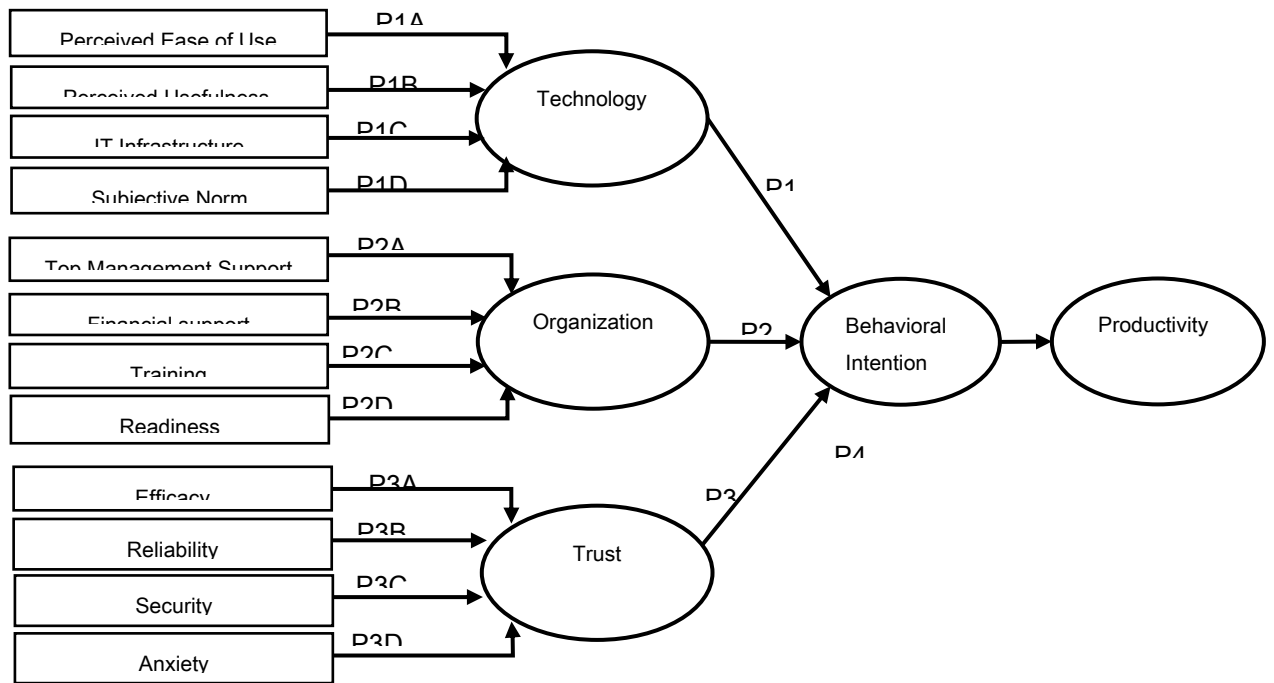 Perceived Ease of Use
P1A
Perceived Usefulness
P1B
IT Infrastructure
P1C
Subjective Norm
P1D
Technology
P1
Top Management Support
P2A
Financial support
P2B
Training
P2C
Readiness
P2D
Organization
P2
Behavioral
Intention
Productivity
Efficacy
P3A
Reliability
P3B
Security
P3C
Anxiety
P3D
Trust
P3
P4